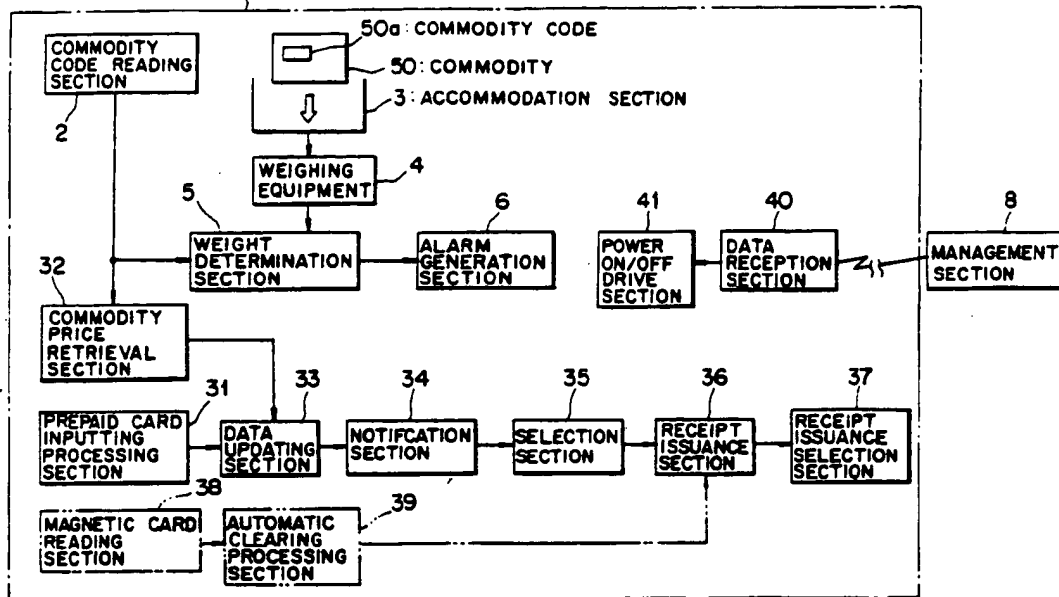 50a: COMMODITY CODE
50: COMMODITY
3: ACCOMMODATION SECTION
COMMODITY
CODE READING
SECTION
2
WEIGHING
EQUIPMENT
4
5
WEIGHT
DETERMINATION
SECTION
6
ALARM
GENERATION
SECTION
41
POWER
ON/OFF
DRIVE
SECTION
40
DATA
RECEPTION
SECTION
8
MANAGEMENT
SECTION
32
COMMODITY
PRICE
RETRIEVAL
SECTION
31
PREPAID CARD
INPUTTING
PROCESSING
SECTION
33
DATA
UPDATING
SECTION
34
NOTIFCATION
SECTION
35
SELECTION
SECTION
36
RECEIPT
ISSUANCE
SECTION
37
RECEIPT
ISSUANCE
SELECTION
SECTION
38
MAGNETIC CARD
READING
SECTION
39
AUTOMATIC
CLEARING
PROCESSING
SECTION